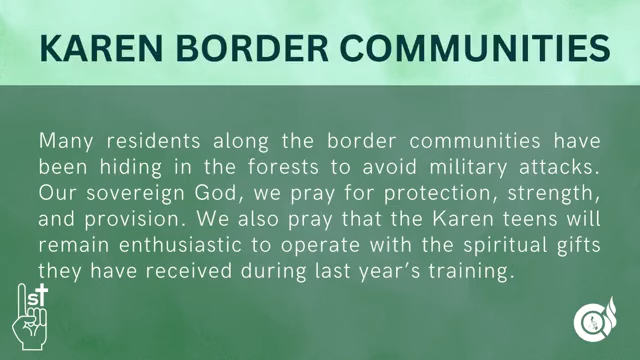 KAREN BORDER COMMUNITIES
Many residents along the border communities have
been hiding in the forests to avoid military attacks.
Our sovereign God, we pray for protection, strength,
and provision. We also pray that the Karen teens will
remain enthusiastic to operate with the spiritual gifts
they have received during last year's training.
1st